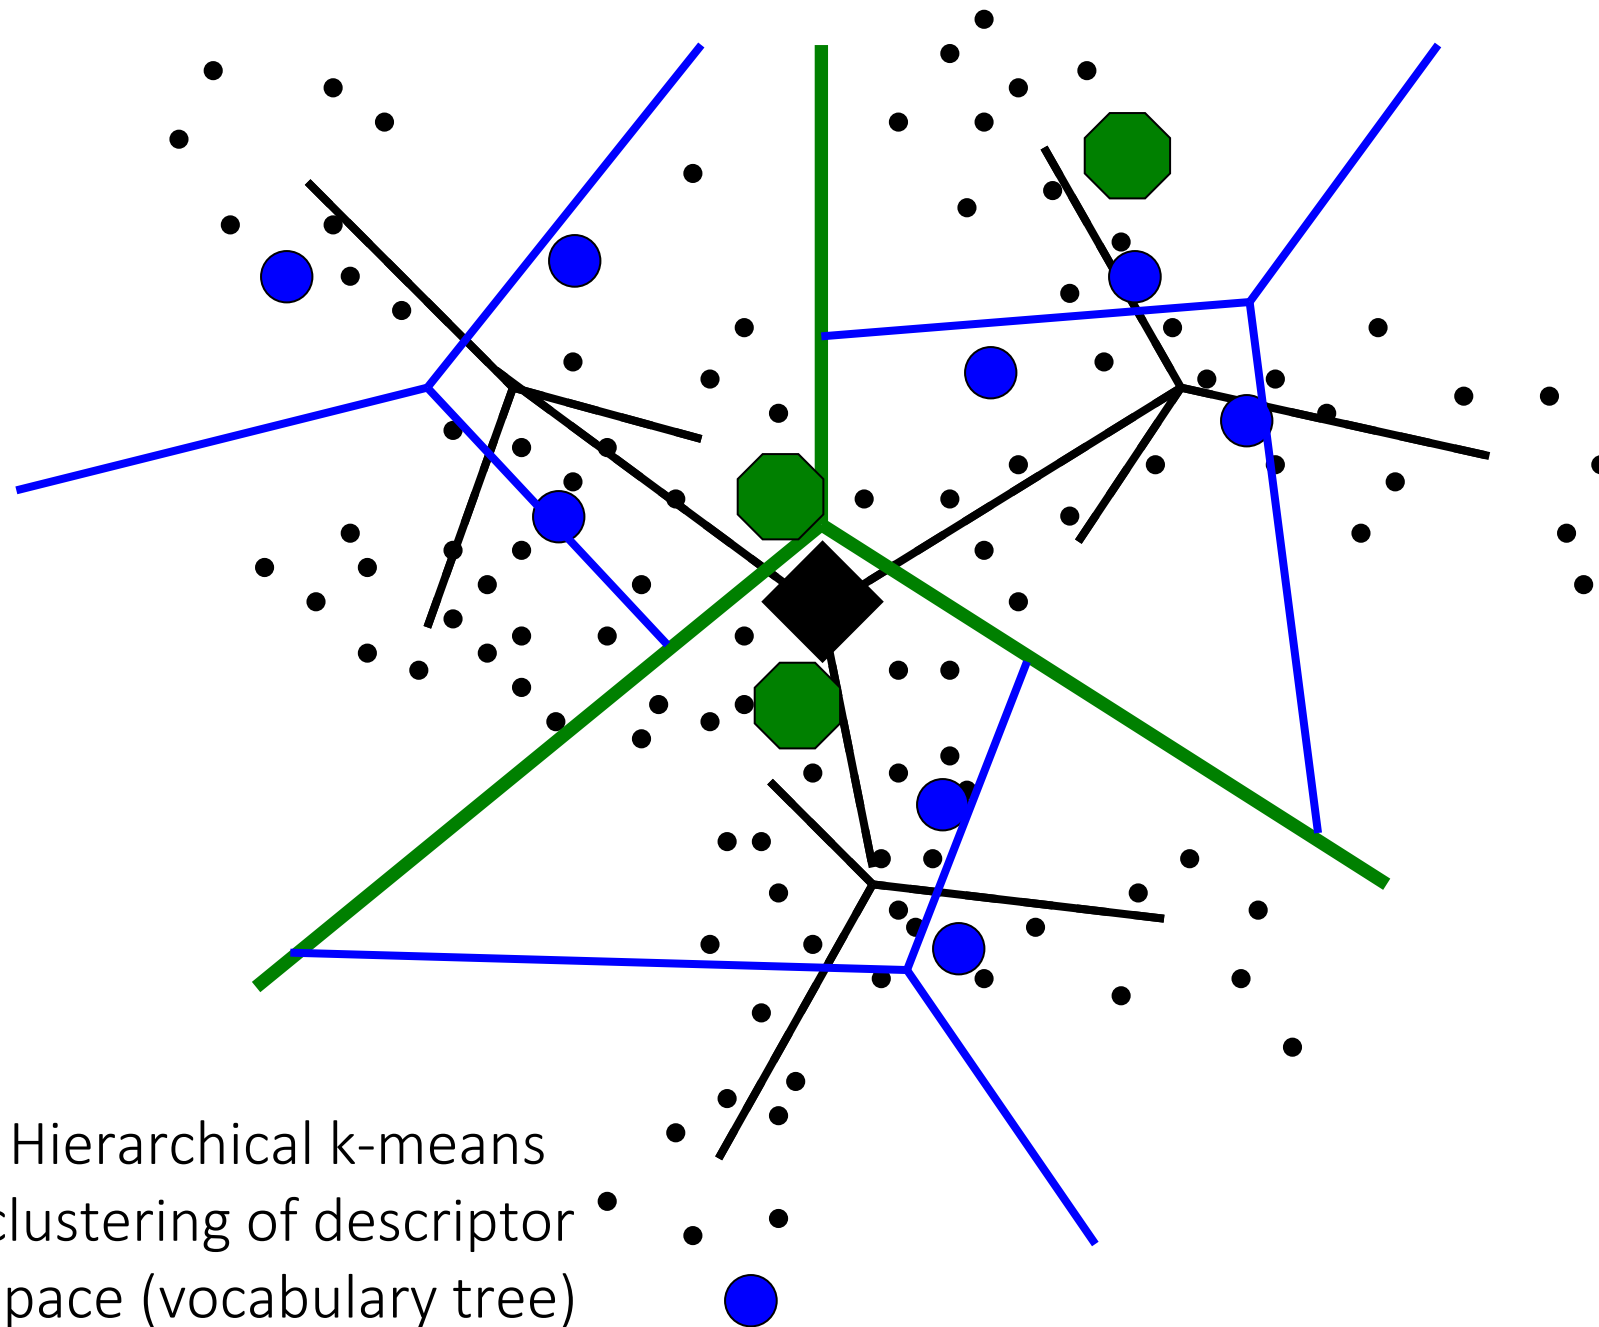 Hierarchical k-means
clustering of descriptor
pace (vocabulary tree)